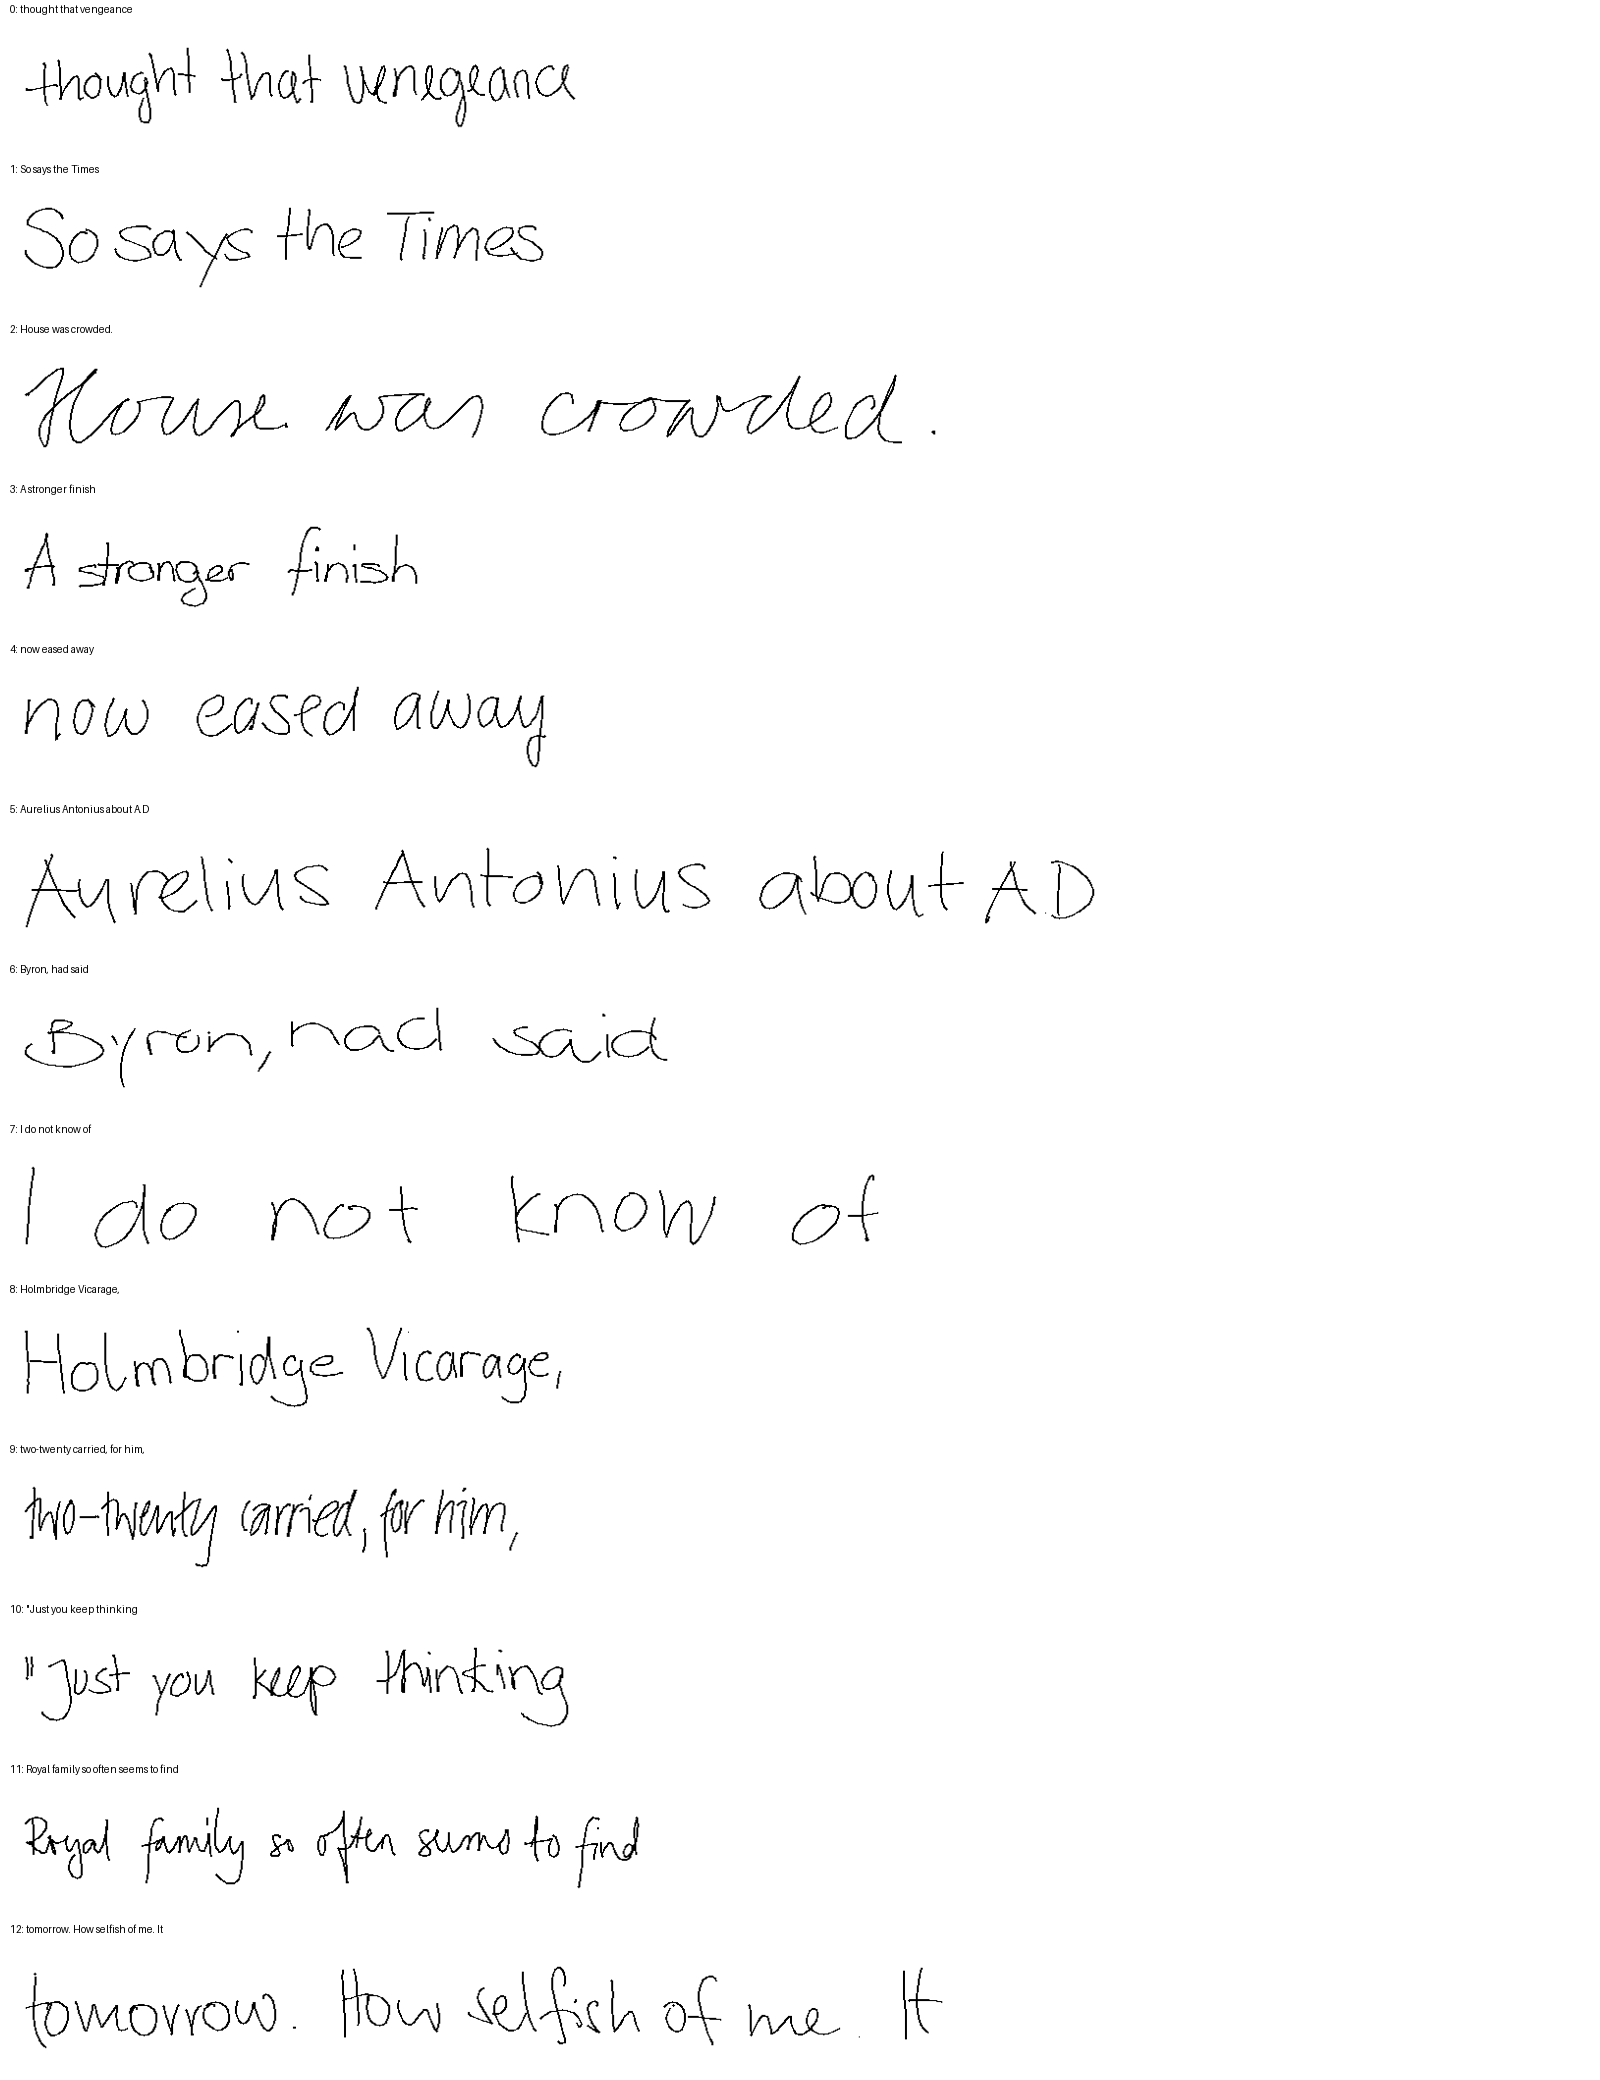 0: thought that vengeance
thought that venegeance
1: So says the Times
So says the Times
2: House was crowded.
House was crowded.
3: A stronger finish
A stronger finish
4: now eased away
now eased away
5: Aurelius Antonius about A.D
Aurelius Antonius about A.D
6: Byron, had said
Byron, had said
7: I do not know of
I do not know of
8: Holmbridge Vicarage,
Holmbridge Vicarage,
9: two-twenty carried, for him,
two-twenty carried, for him,
10: "Just you keep thinking
"Just you keep thinking
11: Royal family so often seems to find
Royal family so often seems to find
12: tomorrow. How selfish of me. It
tomorrow. How selfish of me. It